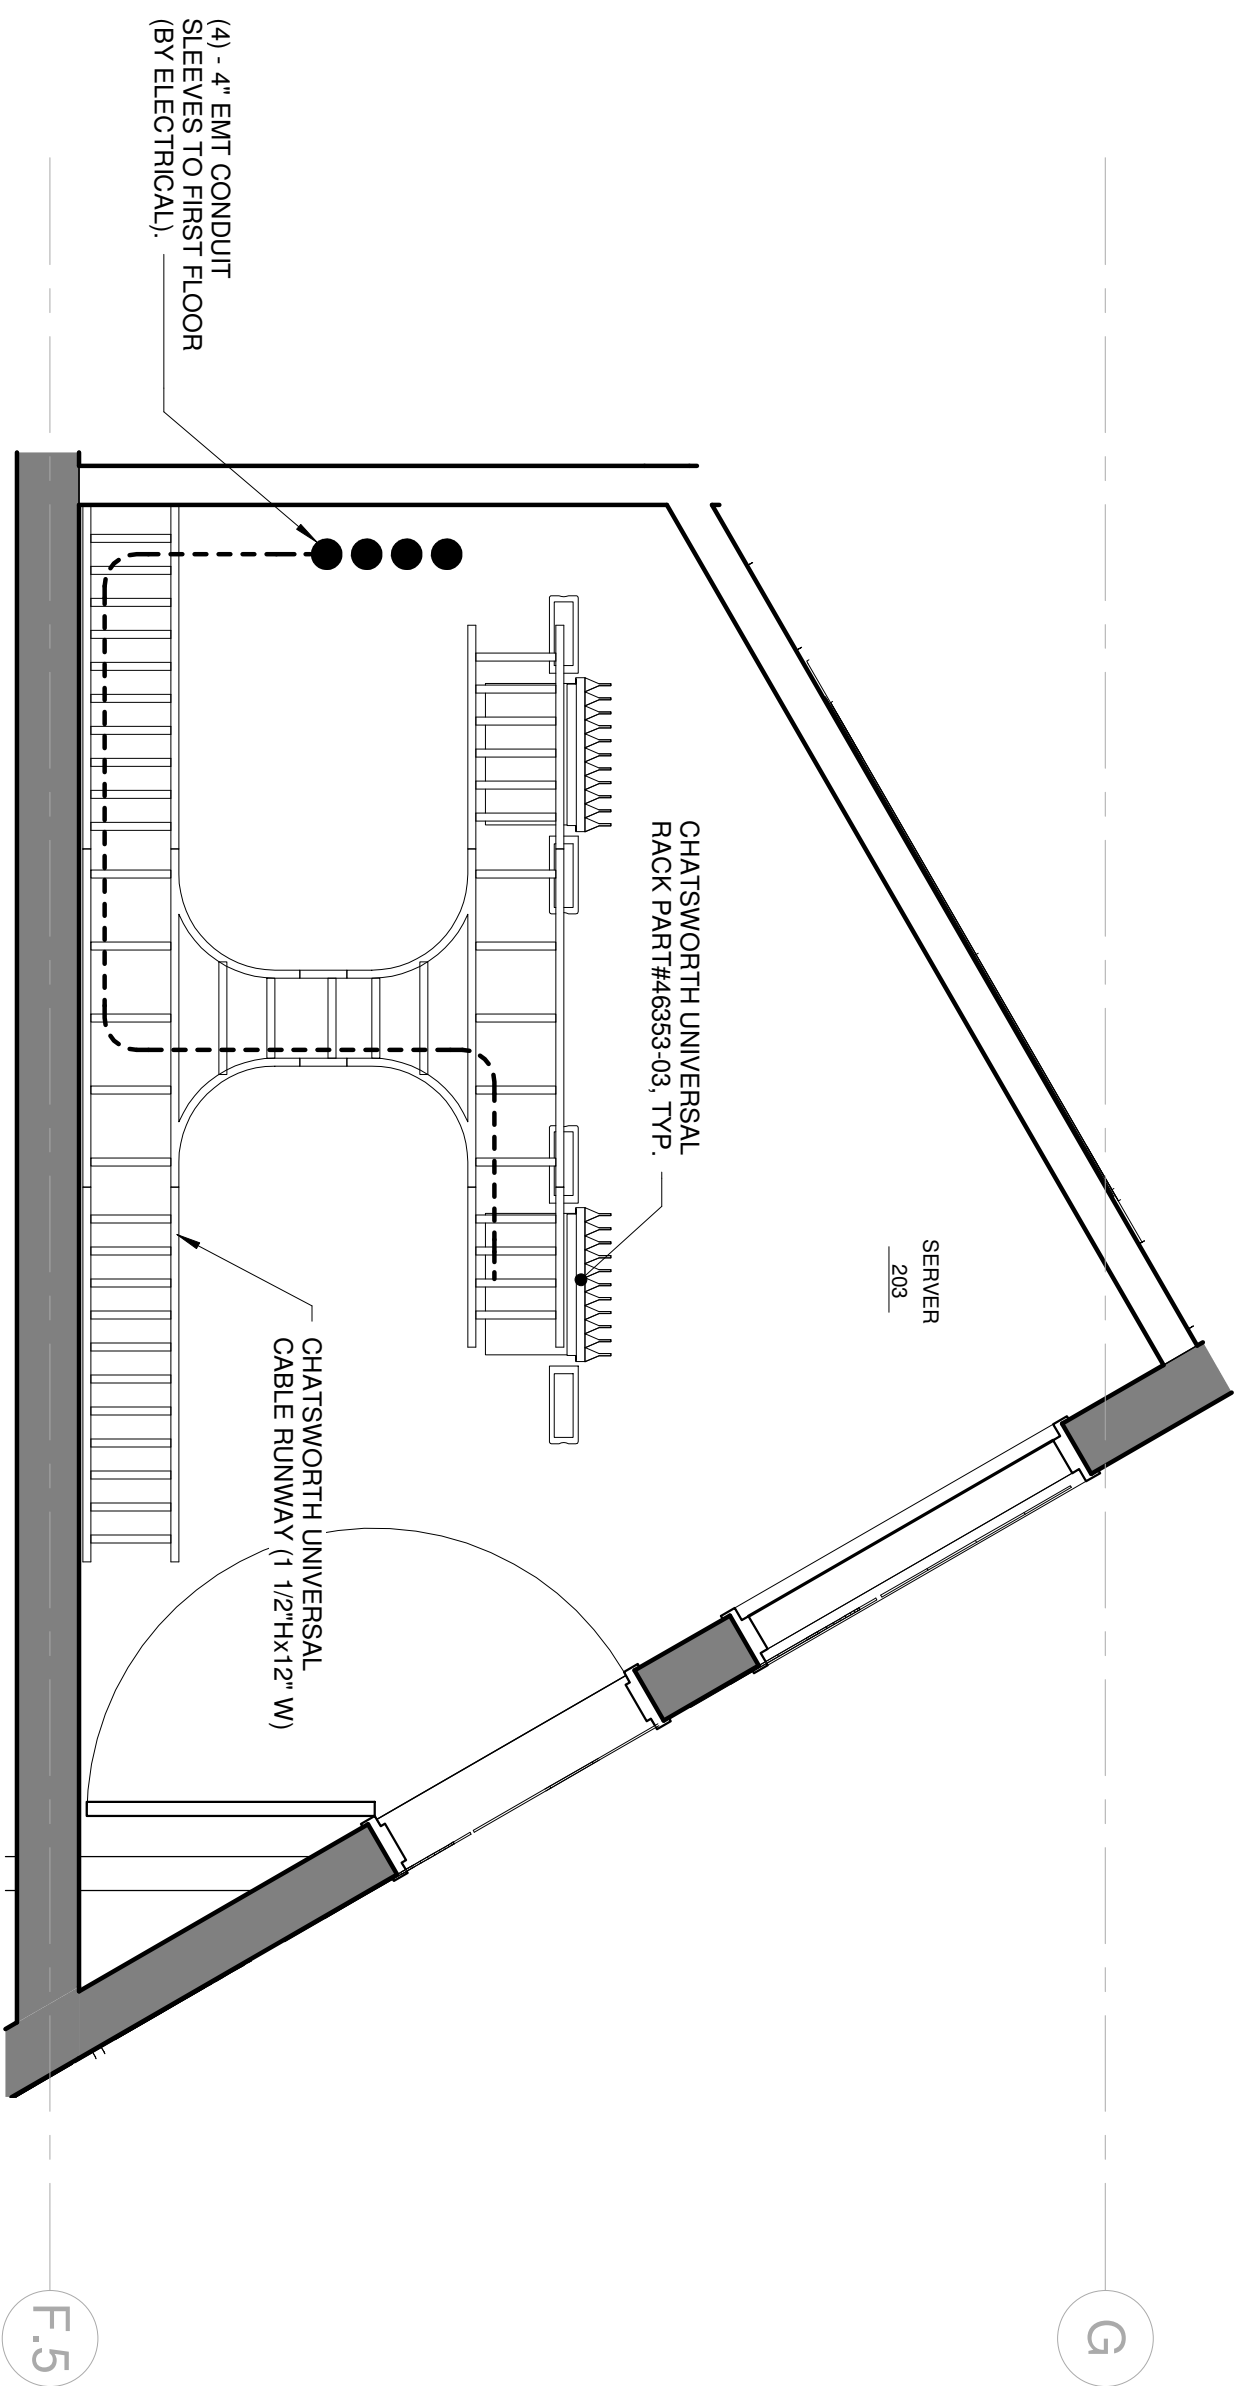 (4) - 4" EMT CONDUIT
SLEEVES TO FIRST FLOOR
(BY ELECTRICAL).
CHATSWORTH UNIVERSAL
RACK PART#46353-03, TYP.
SERVER
203
CHATSWORTH UNIVERSAL
CABLE RUNWAY (1 1/2"Hx12" W)
G
F.5